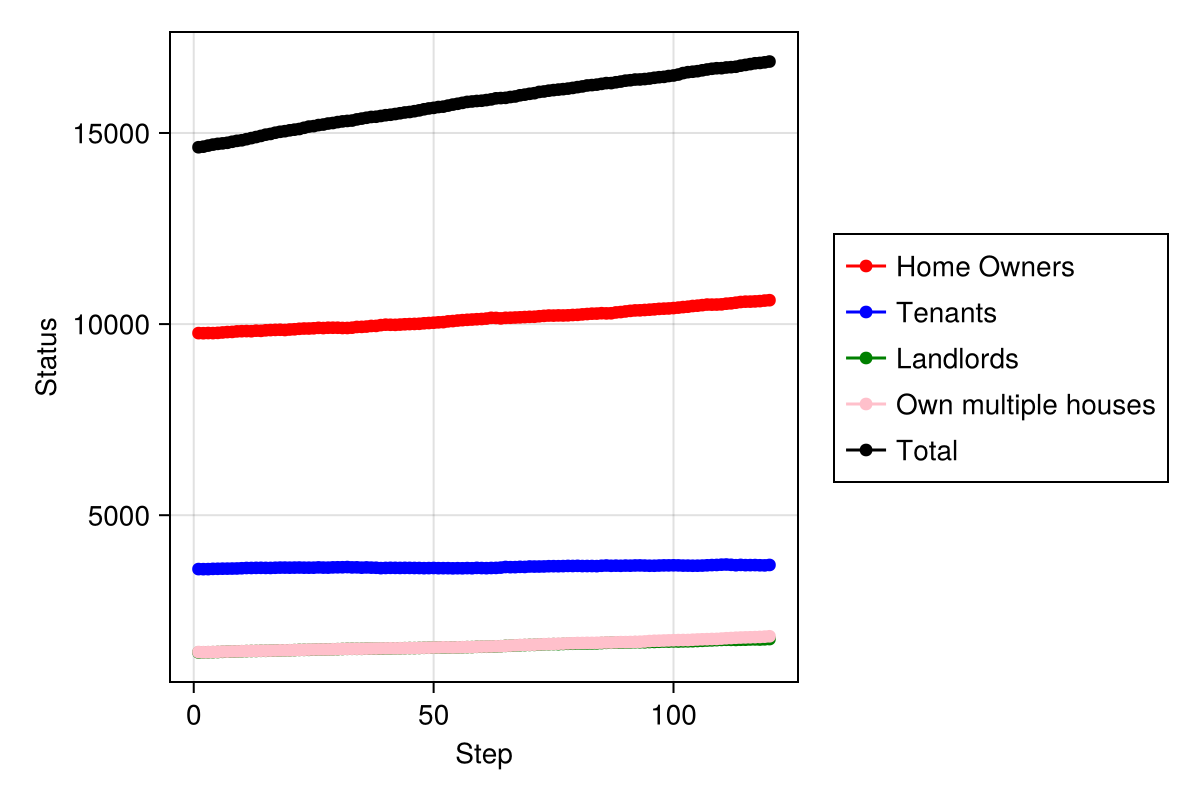 15000
10000
5000
Status
0 50 100
Step
Home Owners
Tenants
Landlords
Own multiple houses
Total